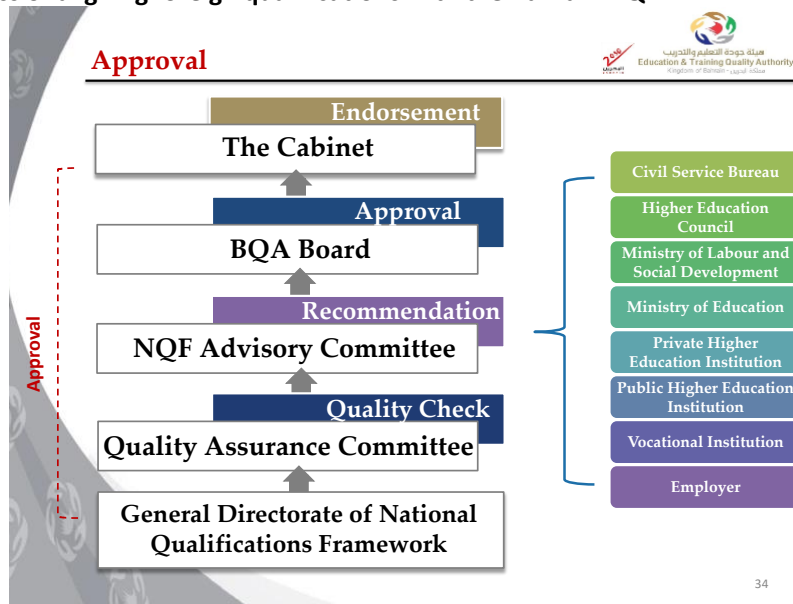 Approval
هيئة جودة التعليم والتدريب
Education & Training Quality Authority
Kingdom of Bahrain - مملكة البحرين
Endorsement
The Cabinet
Approval
BQA Board
Recommendation
NQF Advisory Committee
Quality Check
Quality Assurance Committee
General Directorate of National
Qualifications Framework
Approval
Civil Service Bureau
Higher Education
Council
Ministry of Labour and
Social Development
Ministry of Education
Private Higher
Education Institution
Public Higher Education
Institution
Vocational Institution
Employer
34